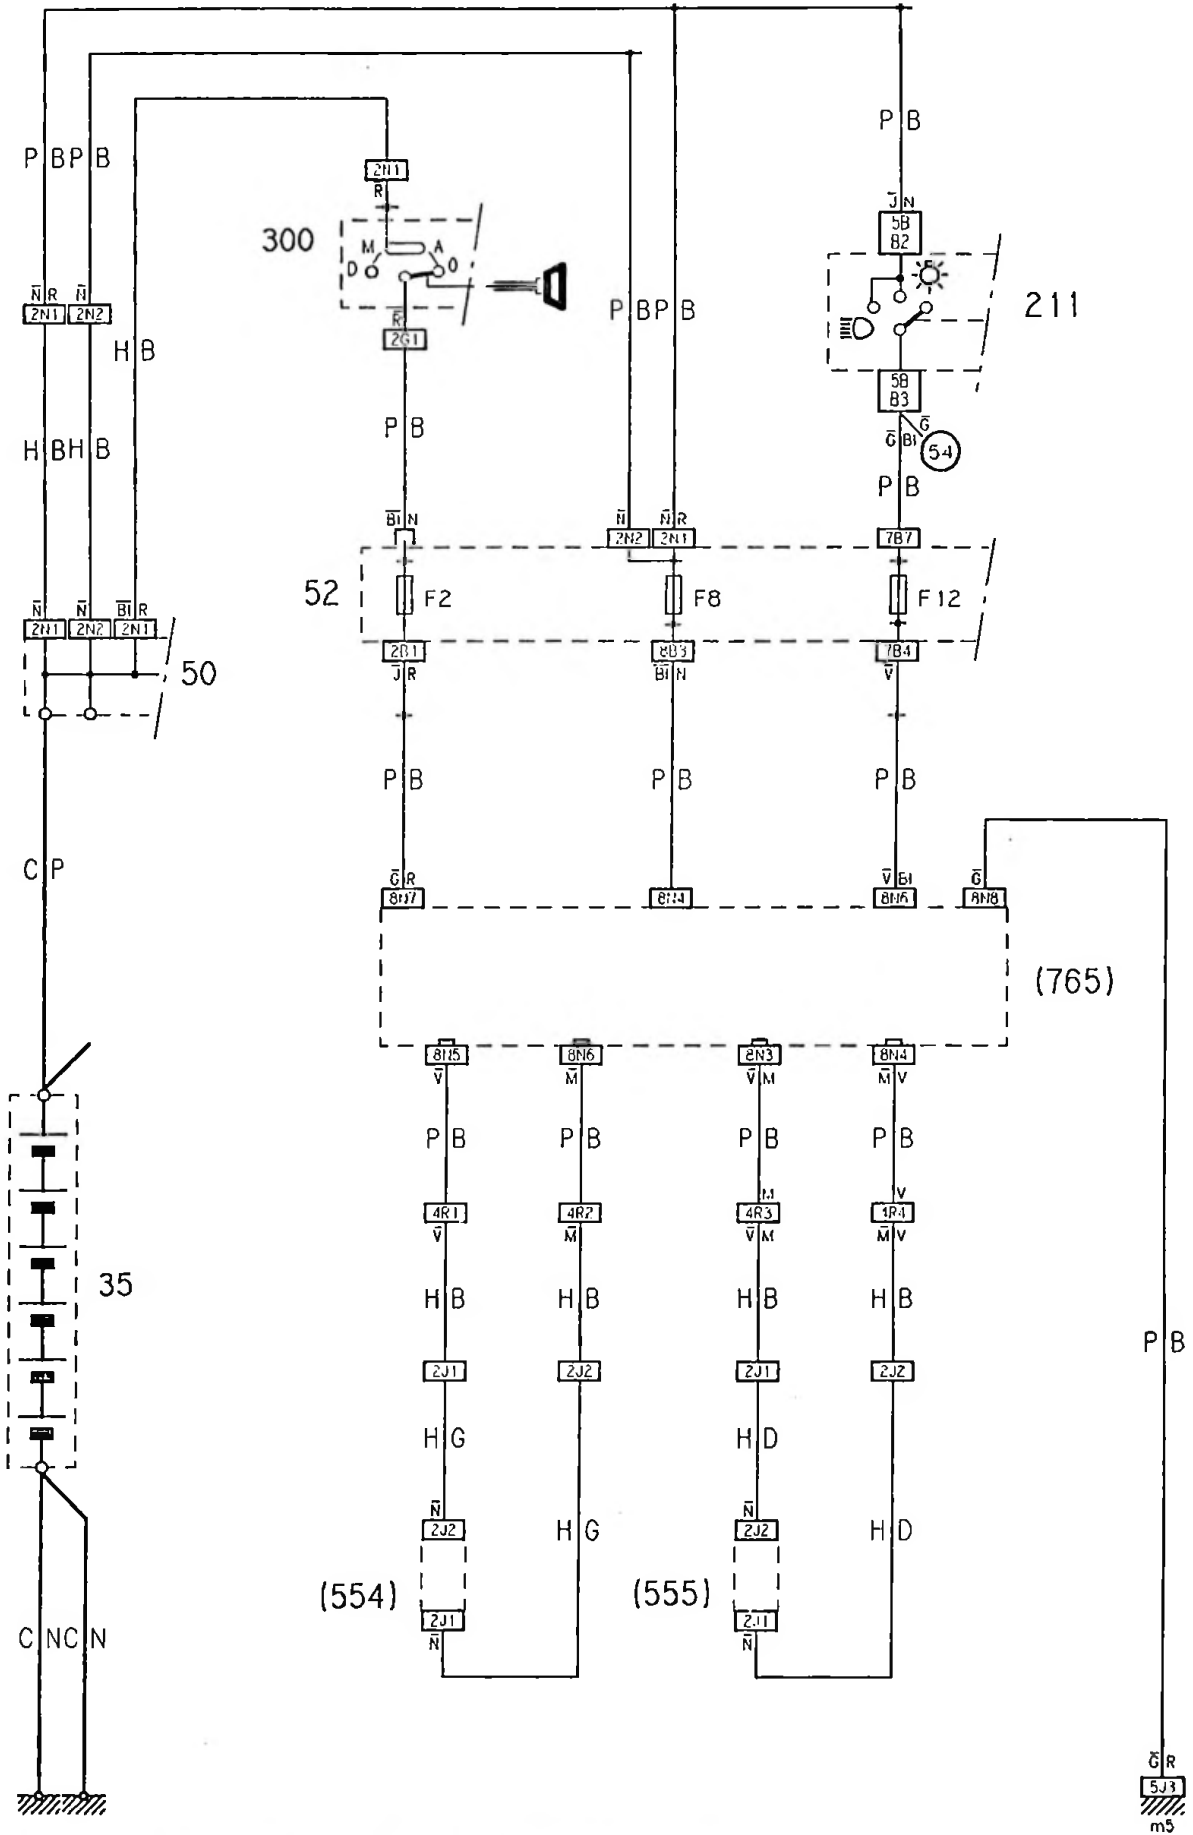 P B P B
P B
2N1
R
300
M A
D O
J N
5B
B2
211
N R N
2N1 2N2
H B
P B P B
R
2G1
5B
B3
G
G Bl
54
P B
H B H B
P B
Bl N
N N R
2N2 2N1
7B7
52
F2
F8
F12
N N Bl R
2N1 2N2 2N1
50
2B1
8B3
7B4
J R
Bl N
V
P B
P B
P B
C P
G R
V Bl
G
8N7
8N4
8N6
8N8
(765)
8N5
8N6
8N3
8N4
V
M
V M
M V
P B
P B
P B
P B
M
V
4R1
4R2
4R3
4R4
V
M
V M
M V
35
H B
H B
H B
H B
P B
2J1
2J2
2J1
2J2
H G
H D
N
N
2J2
2J2
H G
H D
(554)
(555)
2J1
2J1
N
N
C N C N
G R
5J3
m5